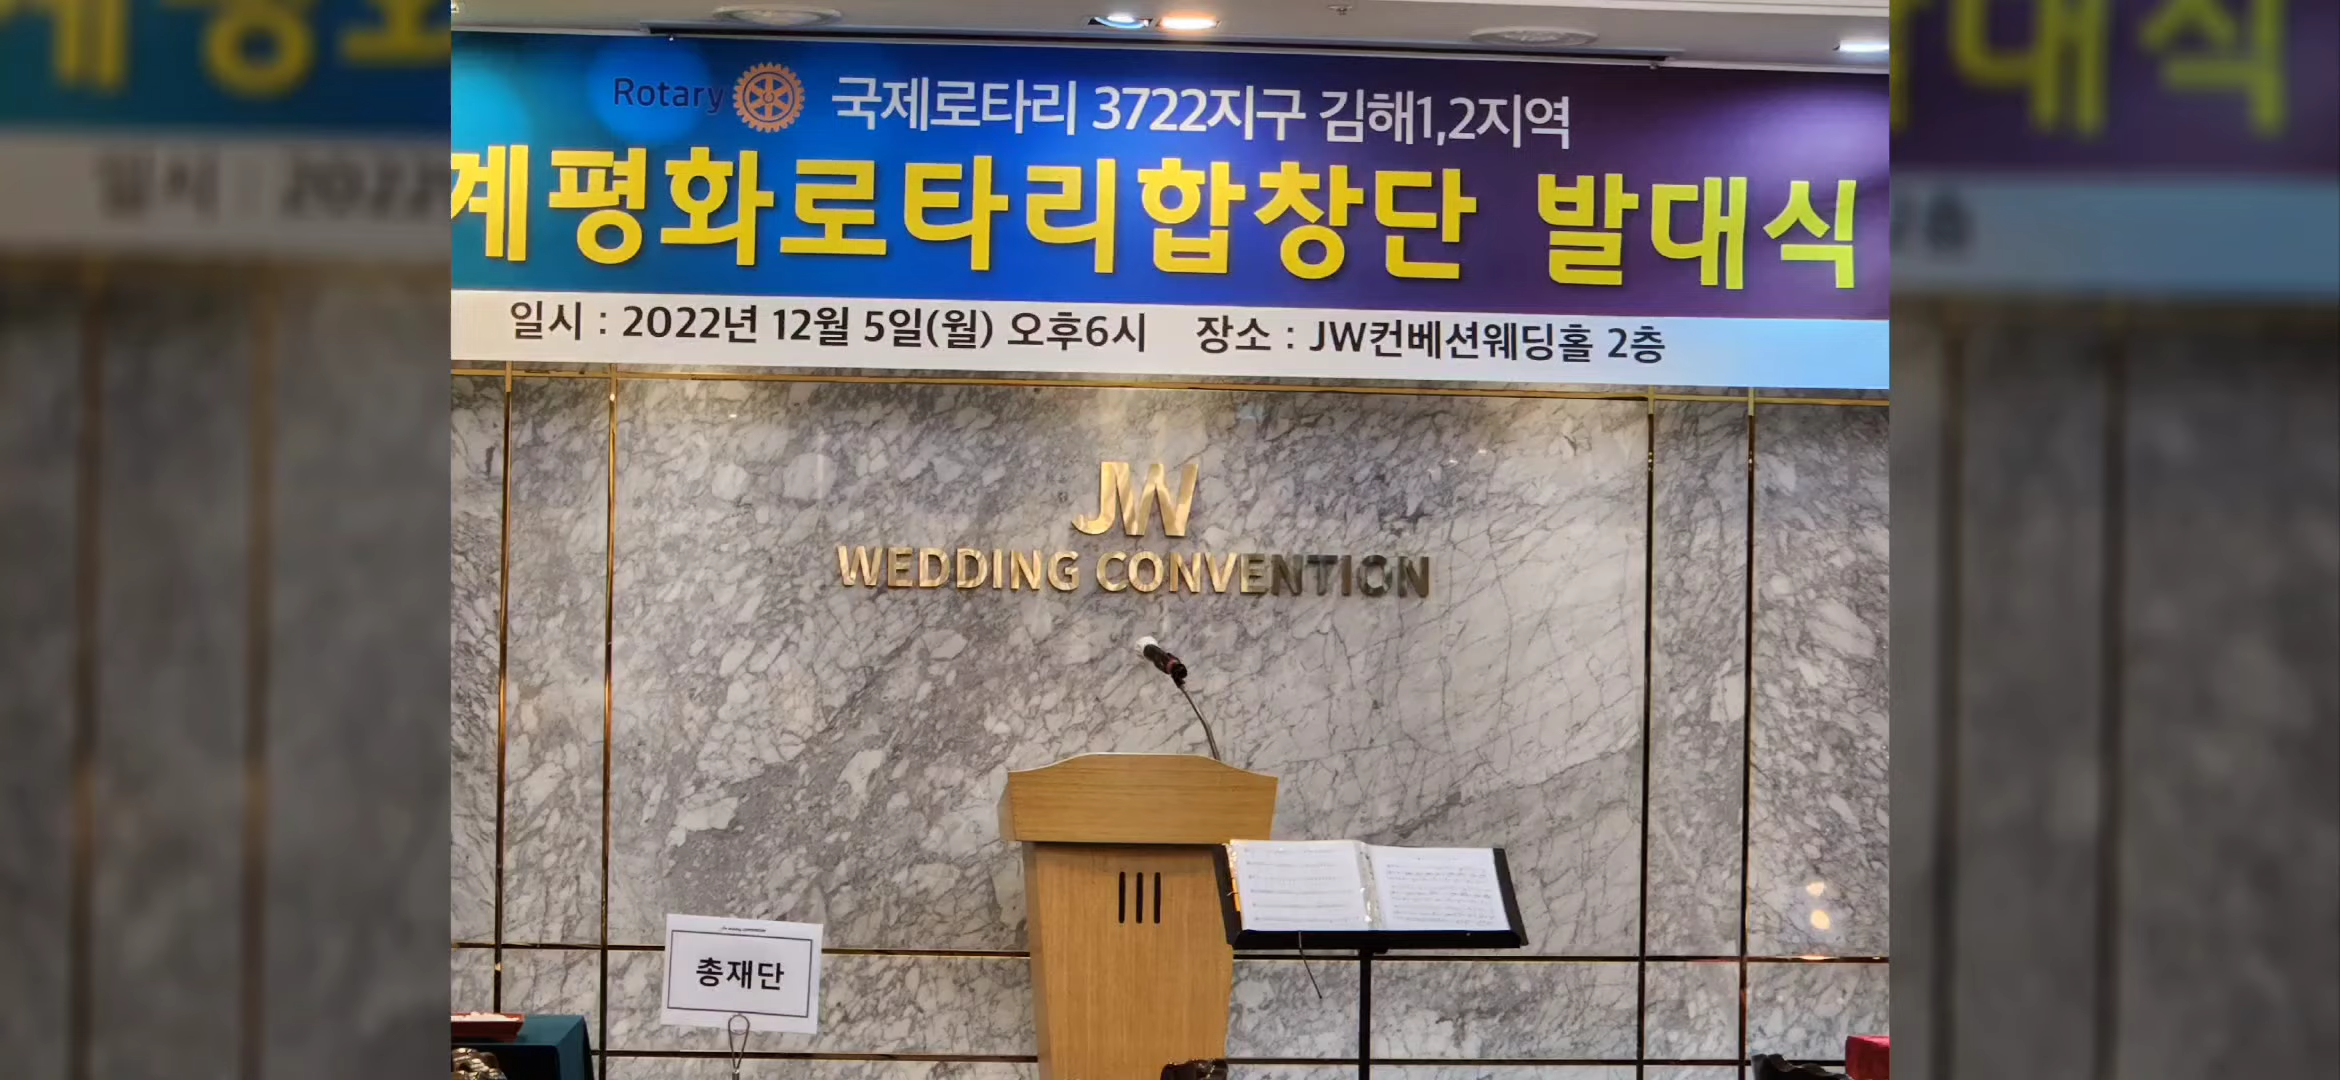 Rotary 국제로타리 3722지구 김해1,2지역
계평화로타리합창단 발대식
일시 : 2022년 12월 5일(월) 오후6시 장소 : JW컨베션웨딩홀 2층
JW
WEDDING CONVENTION
총재단